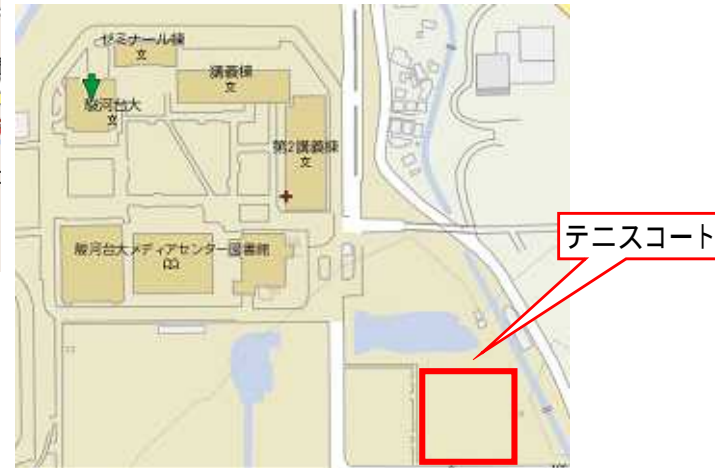 ゼミナール棟
文
講義棟
文
駿河台大
文
第2講義棟
文
テニスコート
駿河台大メディアセンター図書館